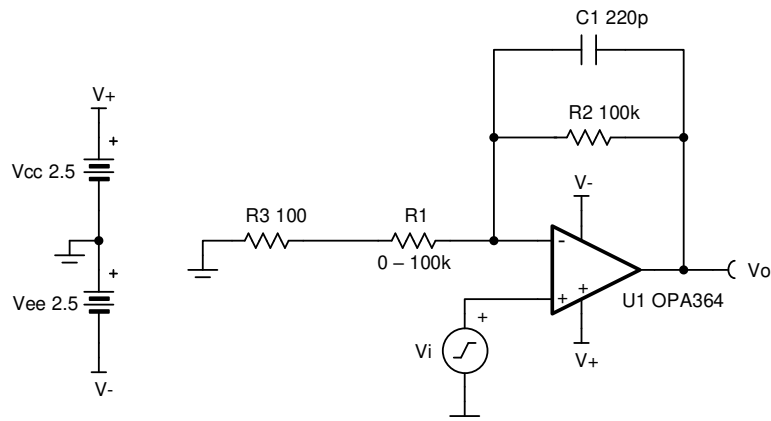 C1 220p
R2 100k
V+
+
Vcc 2.5
V-
R3 100
R1
0 – 100k
-
+
+
Vee 2.5
+
U1 OPA364
Vo
+
Vi
V+
V-